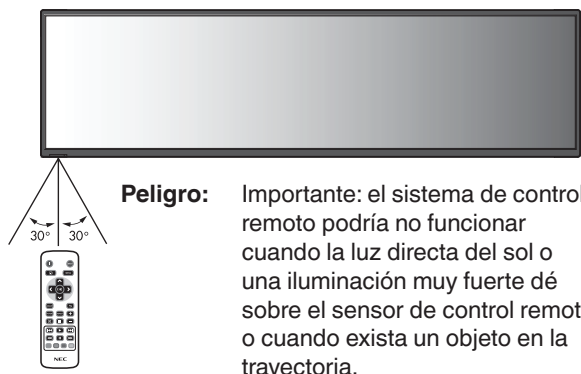 Peligro:
Importante: el sistema de control
remoto podría no funcionar
cuando la luz directa del sol o
una iluminación muy fuerte dé
sobre el sensor de control remot
o cuando exista un objeto en la
trayectoria.
30° 30°
NEC